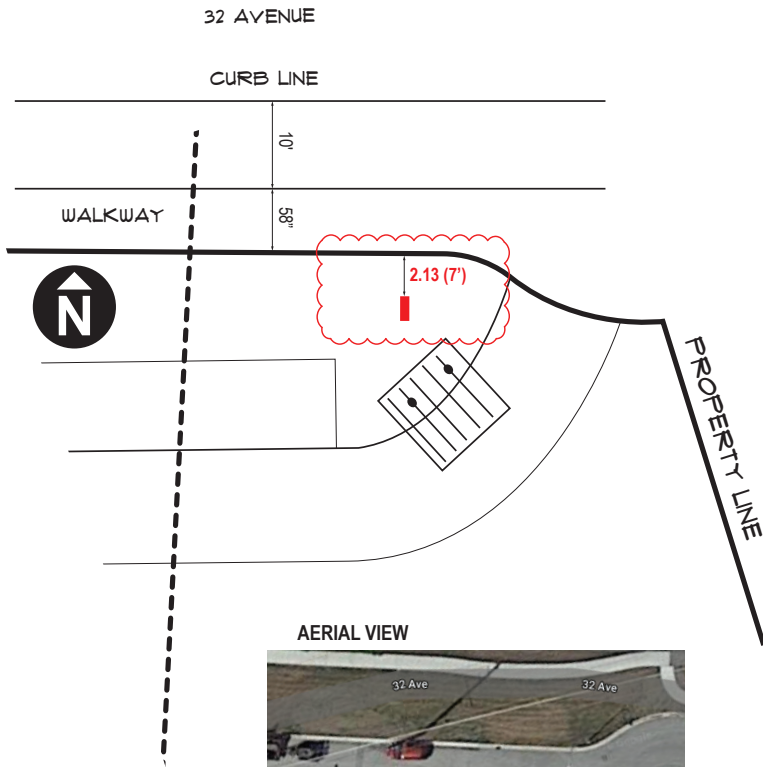 32 AVENUE
CURB LINE
10'
58"
WALKWAY
2.13 (7’)
N
PROPERTY LINE
AERIAL VIEW
32 Ave
32 Ave